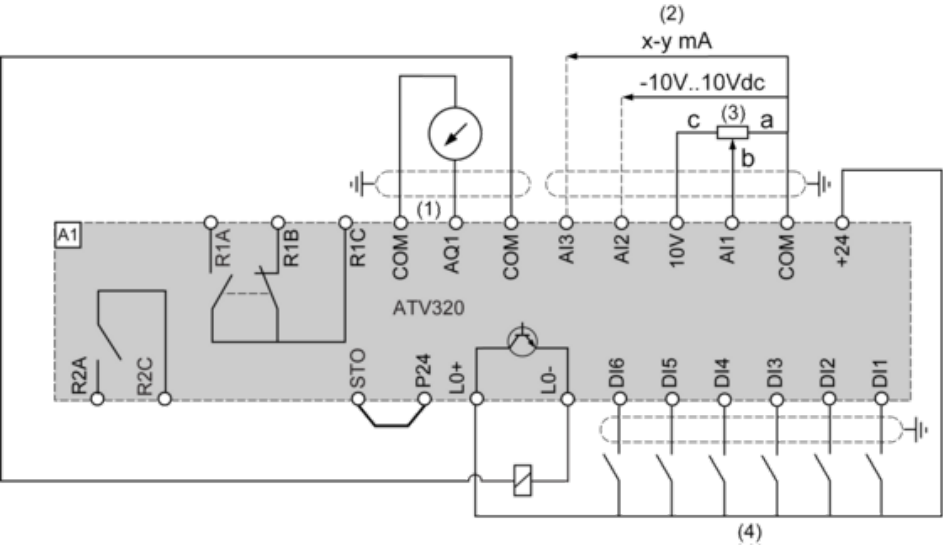 (2)
x-y mA
-10V..10Vdc
c (3) a
b
(1)
A1
R1A R1B R1C COM AQ1 COM AI3 AI2 10V AI1 COM +24
ATV320
R2A R2C STO P24 L0+ L0- DI6 DI5 DI4 DI3 DI2 DI1
(4)